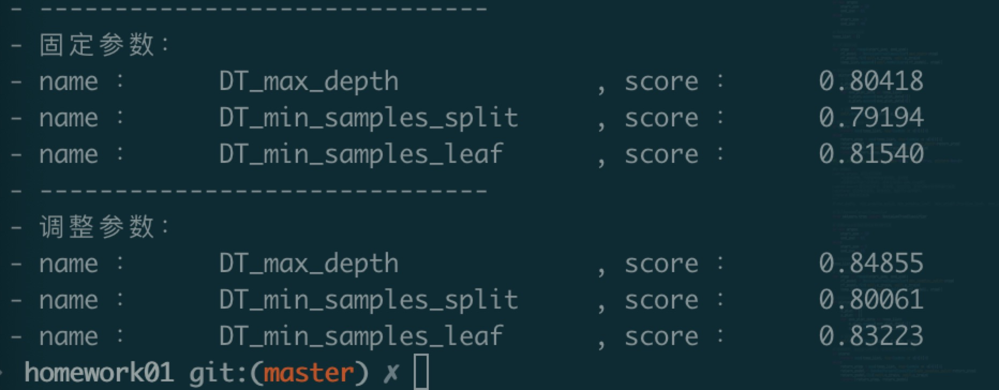 - ------------------------------
- 固定参数：
- name : DT_max_depth , score : 0.80418
- name : DT_min_samples_split , score : 0.79194
- name : DT_min_samples_leaf , score : 0.81540
- ------------------------------
- 调整参数：
- name : DT_max_depth , score : 0.84855
- name : DT_min_samples_split , score : 0.80061
- name : DT_min_samples_leaf , score : 0.83223
homework01 git:(master) ✗